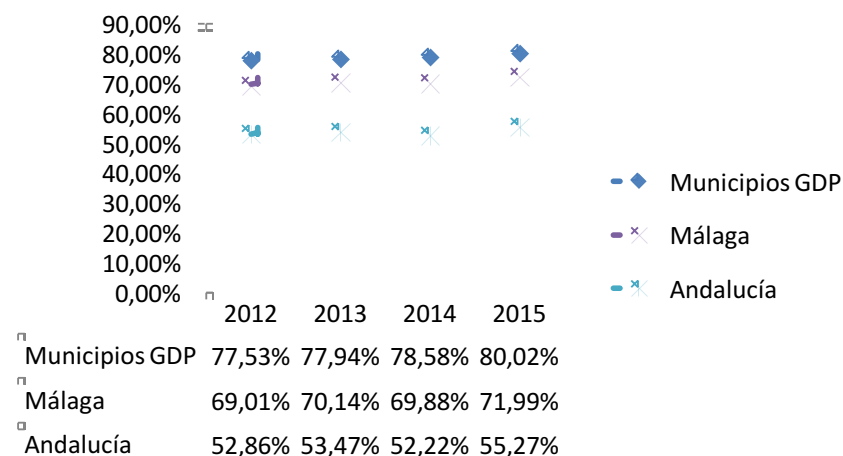 90,00%
80,00%
70,00%
60,00%
50,00%
40,00%
30,00%
20,00%
10,00%
0,00%
Municipios GDP
Málaga
Andalucía
2012 2013 2014 2015
Municipios GDP 77,53% 77,94% 78,58% 80,02%
Málaga 69,01% 70,14% 69,88% 71,99%
Andalucía 52,86% 53,47% 52,22% 55,27%